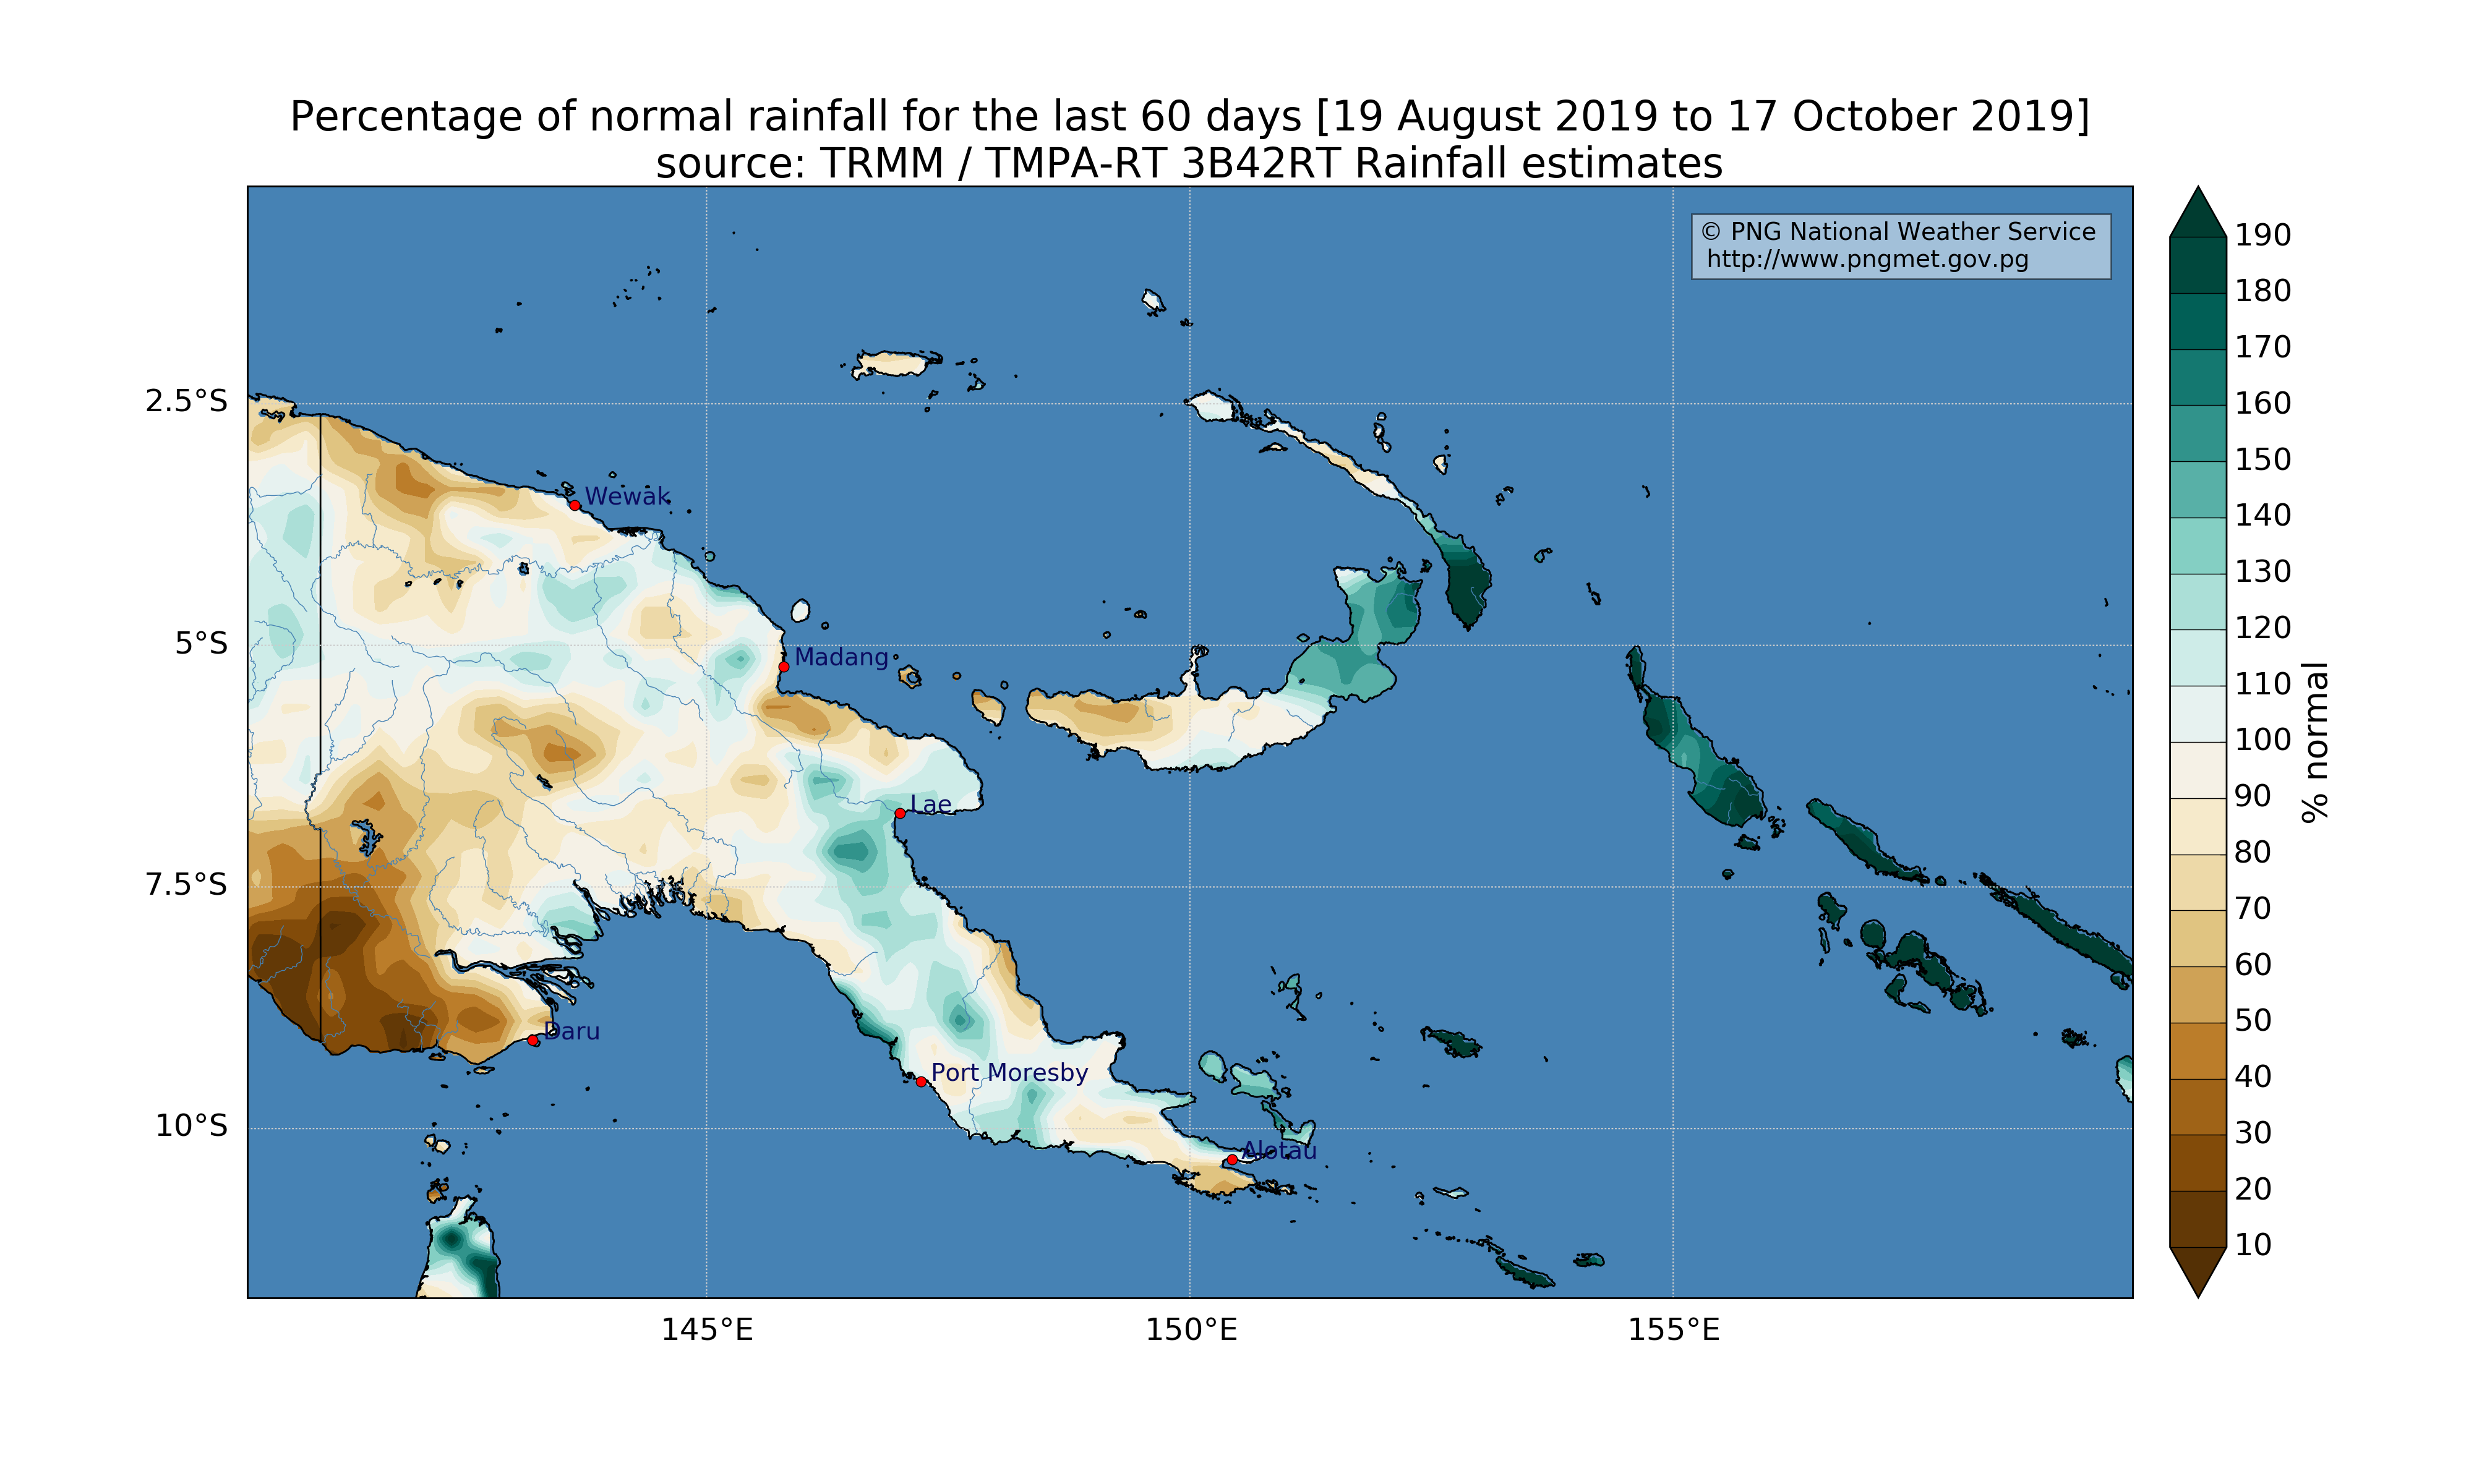 Percentage of normal rainfall for the last 60 days [19 August 2019 to 17 October 2019]
source: TRMM / TMPA-RT 3B42RT Rainfall estimates
© PNG National Weather Service
http://www.pngmet.gov.pg
2.5°S
5°S
7.5°S
10°S
Wewak
Madang
Lae
Daru
Port Moresby
Alotau
145°E
150°E
155°E
190
180
170
160
150
140
130
120
110
100
90
80
70
60
50
40
30
20
10
% normal